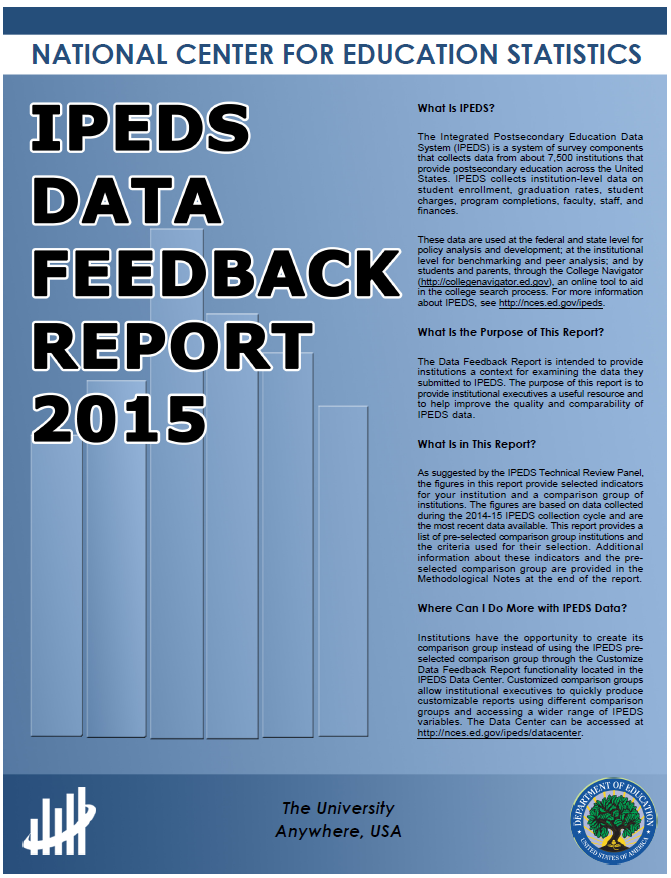 NATIONAL CENTER FOR EDUCATION STATISTICS
IPEDS
DATA
FEEDBACK
REPORT
2015
What Is IPEDS?
The Integrated Postsecondary Education Data
System (IPEDS) is a system of survey components
that collects data from about 7,500 institutions that
provide postsecondary education across the United
States. IPEDS collects institution-level data on
student enrollment, graduation rates, student
charges, program completions, faculty, staff, and
finances.
These data are used at the federal and state level for
policy analysis and development; at the institutional
level for benchmarking and peer analysis; and by
students and parents, through the College Navigator
(http://collegenavigator.ed.gov), an online tool to aid
in the college search process. For more information
about IPEDS, see http://nces.ed.gov/ipeds.
What Is the Purpose of This Report?
The Data Feedback Report is intended to provide
institutions a context for examining the data they
submitted to IPEDS. The purpose of this report is to
provide institutional executives a useful resource and
to help improve the quality and comparability of
IPEDS data.
What Is in This Report?
As suggested by the IPEDS Technical Review Panel,
the figures in this report provide selected indicators
for your institution and a comparison group of
institutions. The figures are based on data collected
during the 2014-15 IPEDS collection cycle and are
the most recent data available. This report provides a
list of pre-selected comparison group institutions and
the criteria used for their selection. Additional
information about these indicators and the pre-
selected comparison group are provided in the
Methodological Notes at the end of the report.
Where Can I Do More with IPEDS Data?
Institutions have the opportunity to create its
comparison group instead of using the IPEDS pre-
selected comparison group through the Customize
Data Feedback Report functionality located in the
IPEDS Data Center. Customized comparison groups
allow institutional executives to quickly produce
customizable reports using different comparison
groups and accessing a wider range of IPEDS
variables. The Data Center can be accessed at
http://nces.ed.gov/ipeds/datacenter.
The University
Anywhere, USA
DEPARTMENT OF EDUCATION
UNITED STATES OF AMERICA